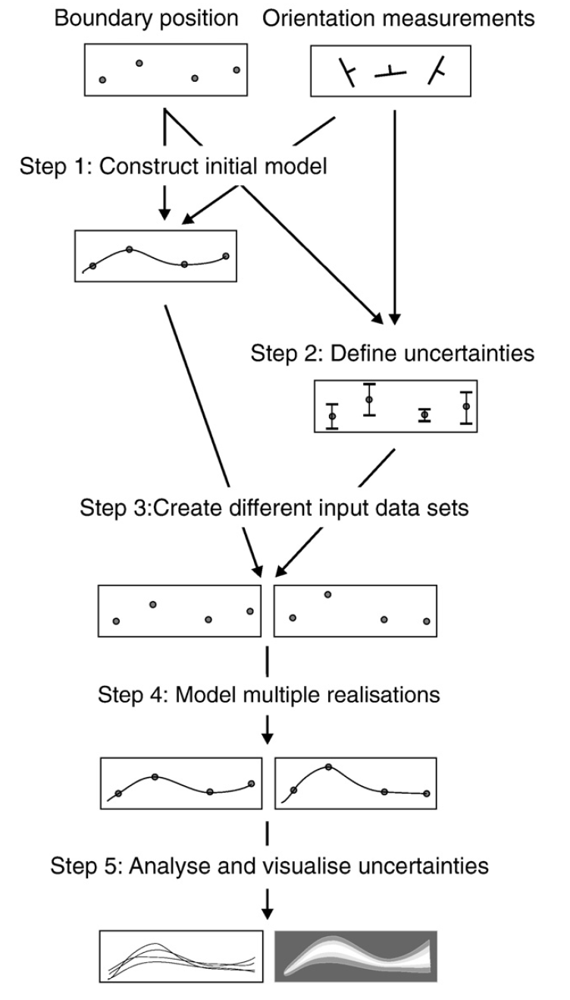 Boundary position
Orientation measurements
Step 1: Construct initial model
Step 2: Define uncertainties
Step 3:Create different input data sets
Step 4: Model multiple realisations
Step 5: Analyse and visualise uncertainties